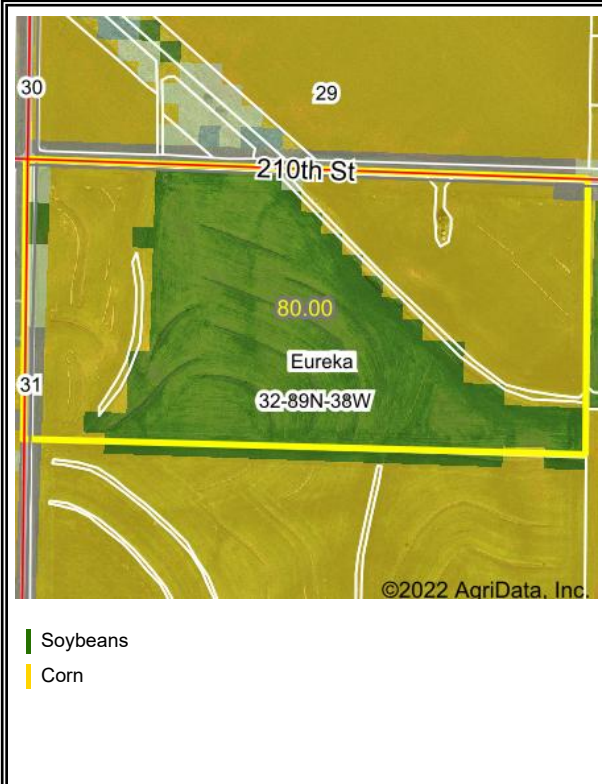 30
29
210th St
80.00
Eureka
31
32-89N-38W
©2022 AgriData, Inc.
Soybeans
Corn